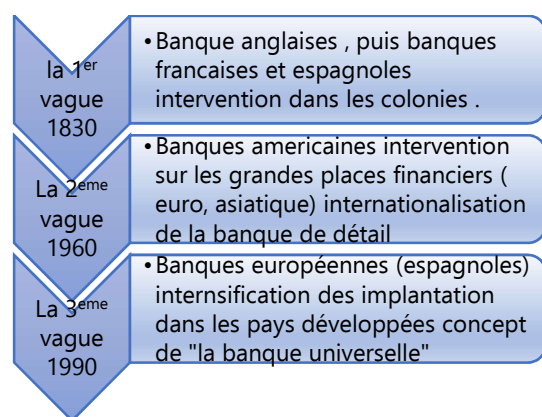 la 1er
vague
1830
• Banque anglaises , puis banques
francaises et espagnoles
intervention dans les colonies .
La 2eme
vague
1960
• Banques americaines intervention
sur les grandes places financiers (
euro, asiatique) internationalisation
de la banque de détail
La 3eme
vague
1990
• Banques européennes (espagnoles)
internsification des implantation
dans les pays développées concept
de "la banque universelle"